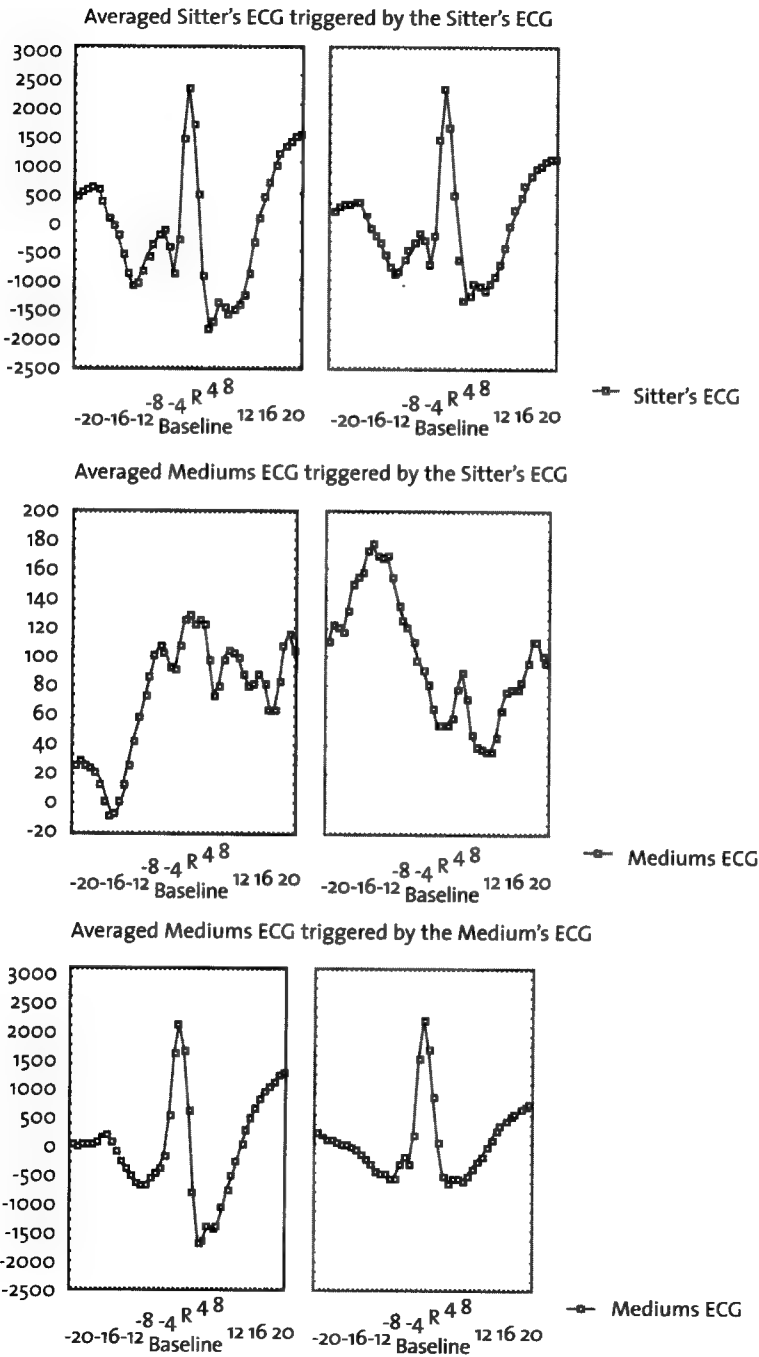 Averaged Sitter's ECG triggered by the Sitter's ECG
3000
2500
2000
1500
1000
500
0
-500
-1000
-1500
-2000
-2500
-20-16-12 -8 -4 R 4 8 12 16 20
Baseline
-20-16-12 -8 -4 R 4 8 12 16 20
Baseline
Sitter's ECG
Averaged Mediums ECG triggered by the Sitter's ECG
200
180
160
140
120
100
80
60
40
20
0
-20
-20-16-12 -8 -4 R 4 8 12 16 20
Baseline
-20-16-12 -8 -4 R 4 8 12 16 20
Baseline
Mediums ECG
Averaged Mediums ECG triggered by the Medium's ECG
3000
2500
2000
1500
1000
500
0
-500
-1000
-1500
-2000
-2500
-20-16-12 -8 -4 R 4 8 12 16 20
Baseline
-20-16-12 -8 -4 R 4 8 12 16 20
Baseline
Mediums ECG